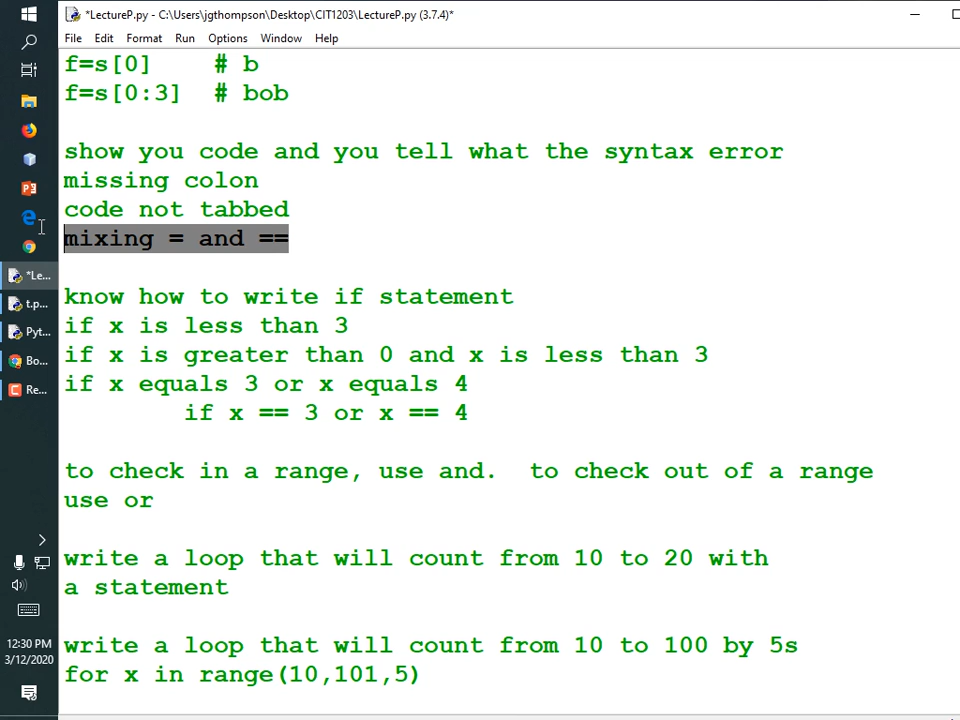 *LectureP.py - C:\Users\jgthompson\Desktop\CIT1203\LectureP.py (3.7.4)*
File Edit Format Run Options Window Help
f=s[0] # b
f=s[0:3] # bob
show you code and you tell what the syntax error
missing colon
code not tabbed
mixing = and ==
know how to write if statement
if x is less than 3
if x is greater than 0 and x is less than 3
if x equals 3 or x equals 4
if x == 3 or x == 4
to check in a range, use and. to check out of a range
use or
write a loop that will count from 10 to 20 with
a statement
write a loop that will count from 10 to 100 by 5s
for x in range(10,101,5)
*Le...
t.p...
Pyt...
Bo...
Re...
12:30 PM
3/12/2020